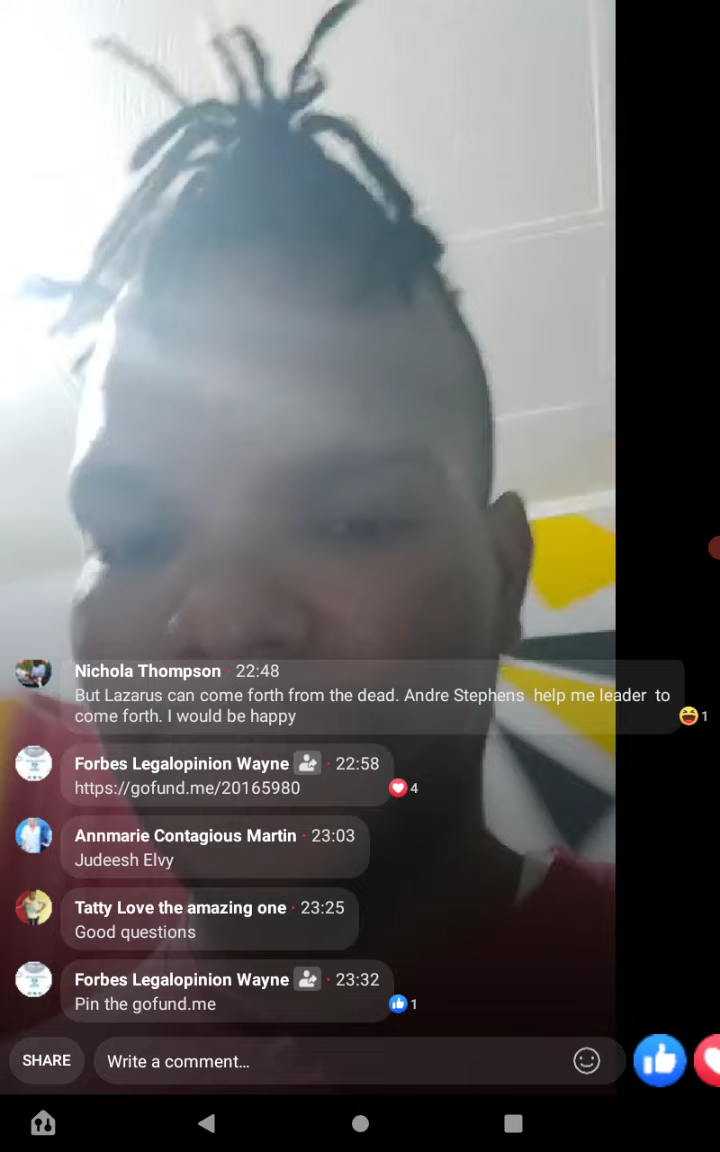 Nichola Thompson · 22:48
But Lazarus can come forth from the dead. Andre Stephens help me leader to
come forth. I would be happy
1
Forbes Legalopinion Wayne · 22:58
https://gofund.me/20165980
4
Annmarie Contagious Martin · 23:03
Judeesh Elvy
Tatty Love the amazing one · 23:25
Good questions
Forbes Legalopinion Wayne · 23:32
Pin the gofund.me
1
SHARE
Write a comment...